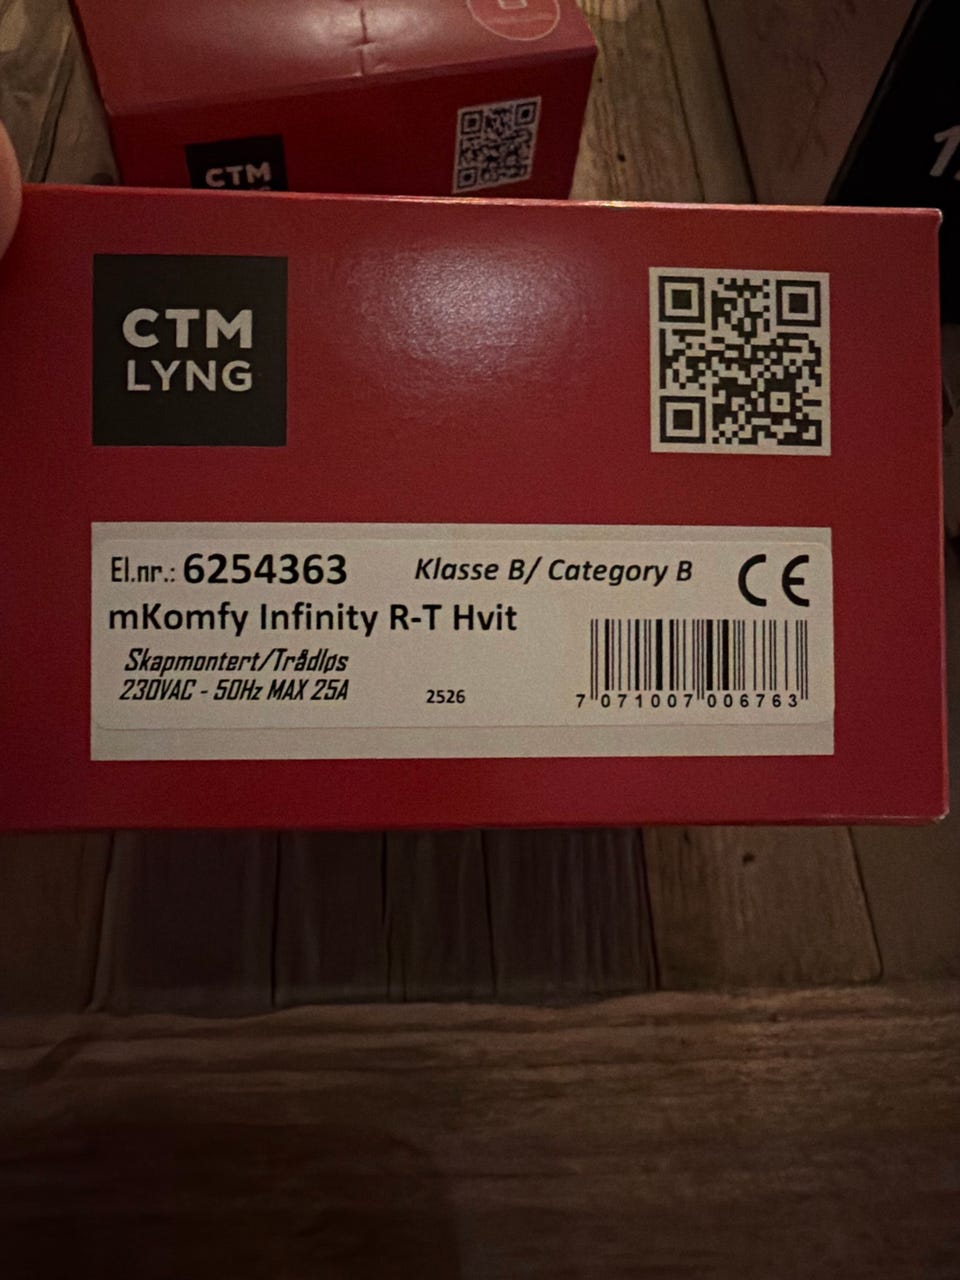 CTM
CTM
LYNG
El.nr.: 6254363
Klasse B/ Category B
CE
mKomfy Infinity R-T Hvit
Skapmontert/Trådløs
230VAC - 50Hz MAX 25A
2526
7 071007 006763